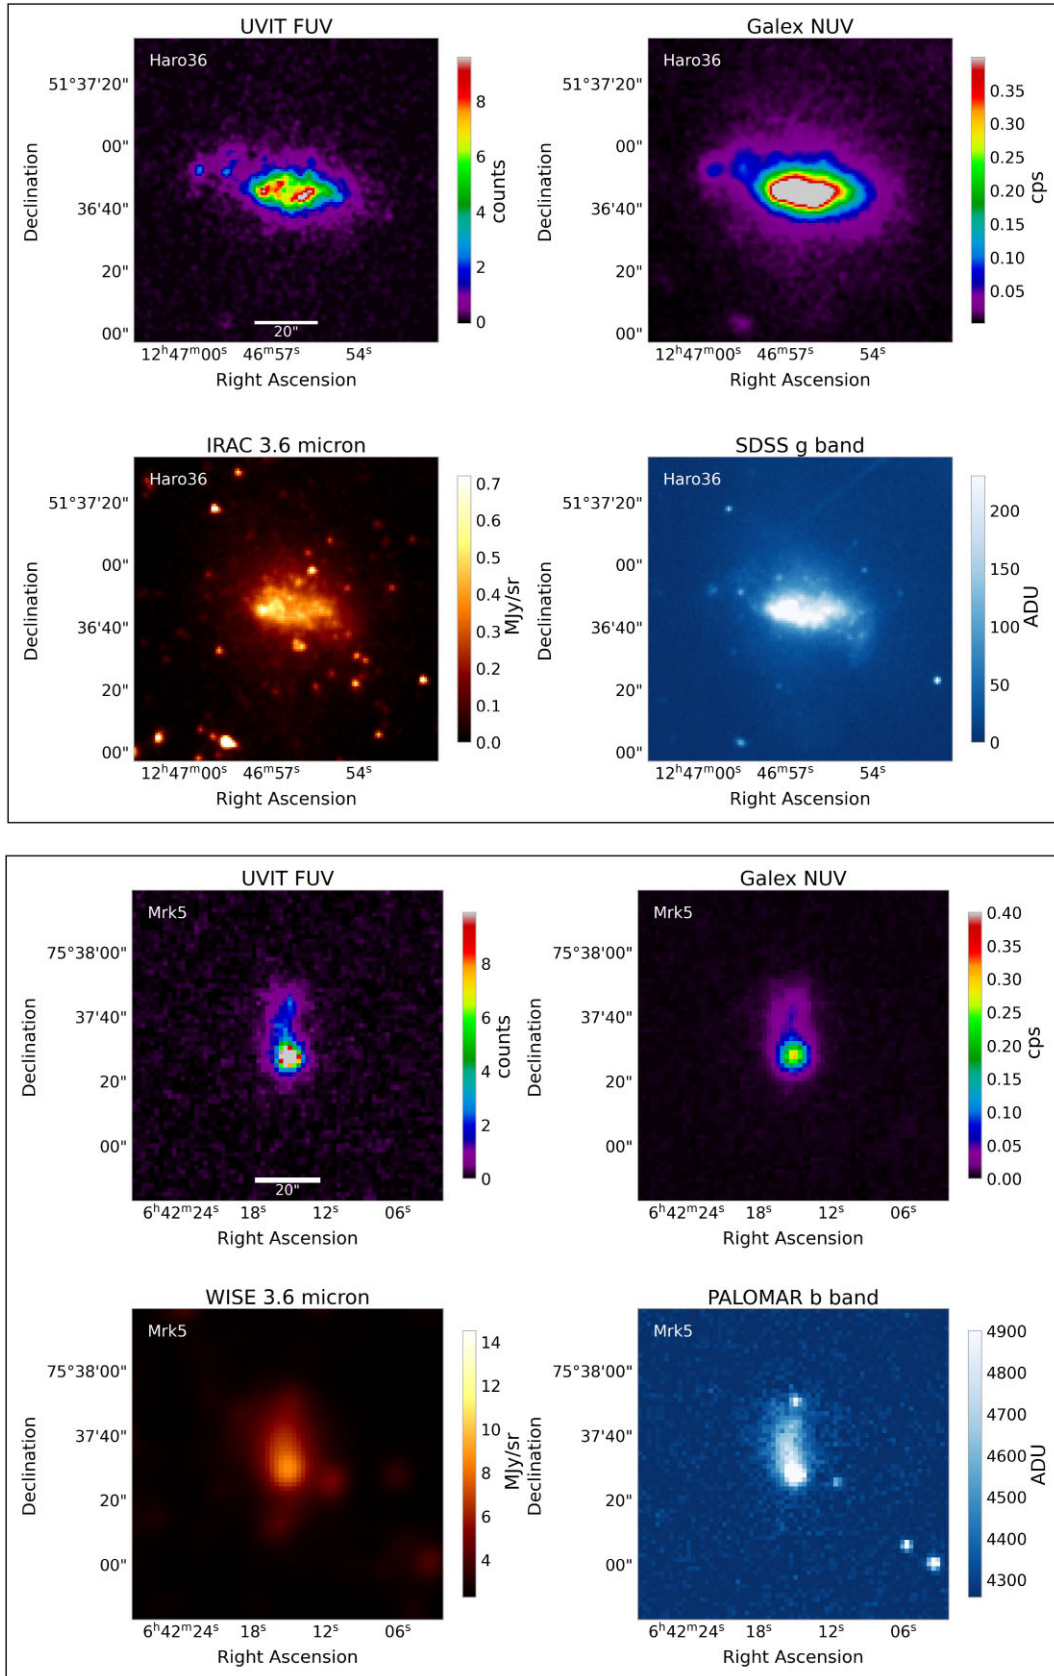 UVIT FUV
Haro36
51°37'20"
00"
36'40"
20"
00"
Declination
12ʰ47ᵐ00ˢ 46ᵐ57ˢ 54ˢ
Right Ascension
20"
8
6
4
2
0
counts
Galex NUV
Haro36
51°37'20"
00"
36'40"
20"
00"
Declination
12ʰ47ᵐ00ˢ 46ᵐ57ˢ 54ˢ
Right Ascension
0.35
0.30
0.25
0.20
0.15
0.10
0.05
cps
IRAC 3.6 micron
Haro36
51°37'20"
00"
36'40"
20"
00"
Declination
12ʰ47ᵐ00ˢ 46ᵐ57ˢ 54ˢ
Right Ascension
0.7
0.6
0.5
0.4
0.3
0.2
0.1
0.0
MJy/sr
SDSS g band
Haro36
51°37'20"
00"
36'40"
20"
00"
Declination
12ʰ47ᵐ00ˢ 46ᵐ57ˢ 54ˢ
Right Ascension
200
150
100
50
0
ADU
UVIT FUV
Mrk5
75°38'00"
37'40"
20"
00"
Declination
6ʰ42ᵐ24ˢ 18ˢ 12ˢ 06ˢ
Right Ascension
20"
8
6
4
2
0
counts
Galex NUV
Mrk5
75°38'00"
37'40"
20"
00"
Declination
6ʰ42ᵐ24ˢ 18ˢ 12ˢ 06ˢ
Right Ascension
0.40
0.35
0.30
0.25
0.20
0.15
0.10
0.05
0.00
cps
WISE 3.6 micron
Mrk5
75°38'00"
37'40"
20"
00"
Declination
6ʰ42ᵐ24ˢ 18ˢ 12ˢ 06ˢ
Right Ascension
14
12
10
8
6
4
MJy/sr
PALOMAR b band
Mrk5
75°38'00"
37'40"
20"
00"
Declination
6ʰ42ᵐ24ˢ 18ˢ 12ˢ 06ˢ
Right Ascension
4900
4800
4700
4600
4500
4400
4300
ADU